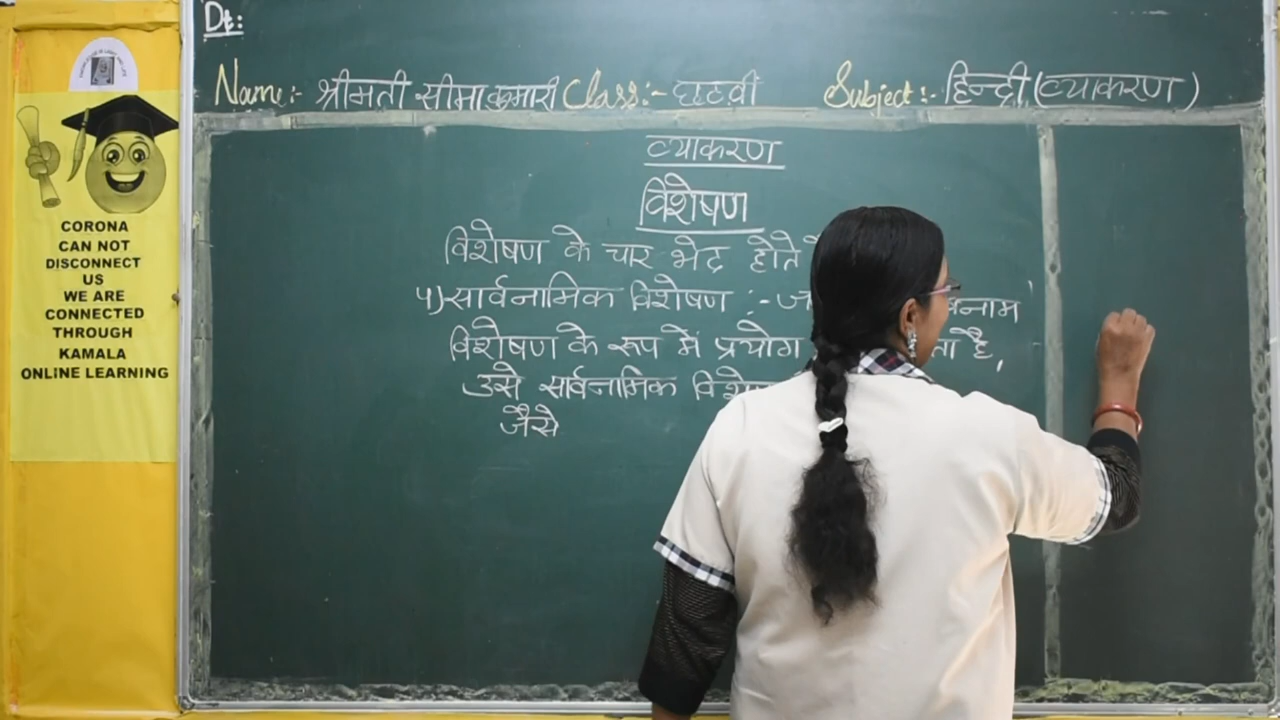 CORONA
CAN NOT
DISCONNECT
US
WE ARE
CONNECTED
THROUGH
KAMALA
ONLINE LEARNING
Dt:
Name:- श्रीमती सीमा कुमारी Class:- छठवी Subject:- हिन्दी (व्याकरण)
व्याकरण
विशेषण
विशेषण के चार भेद होते
५) सार्वनामिक विशेषण :-
विशेषण के रूप में प्रयोग है,
उसे सार्वनामिक
जैसे